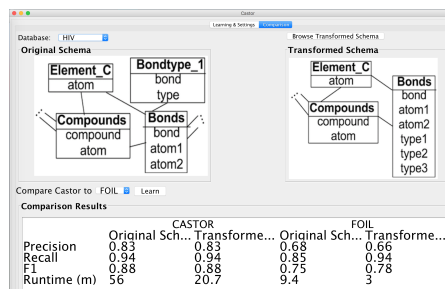 Castor
Learning & Settings Comparison
Database: HIV
Browse Transformed Schema
Original Schema
Element_C
atom
Bondtype_1
bond
type
Compounds
compound
atom
Bonds
bond
atom1
atom2
Transformed Schema
Element_C
atom
Compounds
compound
atom
Bonds
bond
atom1
atom2
type1
type2
type3
Compare Castor to FOIL Learn
Comparison Results
CASTOR FOIL
Original Sch... Transforme... Original Sch... Transforme...
Precision 0.83 0.83 0.68 0.66
Recall 0.94 0.94 0.85 0.94
F1 0.88 0.88 0.75 0.78
Runtime (m) 56 20.7 9.4 3